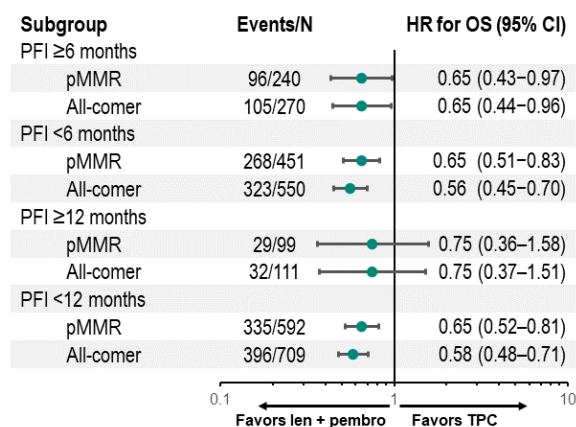 Subgroup Events/N HR for OS (95% CI)
PFI ≥6 months
pMMR 96/240 0.65 (0.43–0.97)
All-comer 105/270 0.65 (0.44–0.96)
PFI <6 months
pMMR 268/451 0.65 (0.51–0.83)
All-comer 323/550 0.56 (0.45–0.70)
PFI ≥12 months
pMMR 29/99 0.75 (0.36–1.58)
All-comer 32/111 0.75 (0.37–1.51)
PFI <12 months
pMMR 335/592 0.65 (0.52–0.81)
All-comer 396/709 0.58 (0.48–0.71)
0.1 1 10
Favors len + pembro Favors TPC